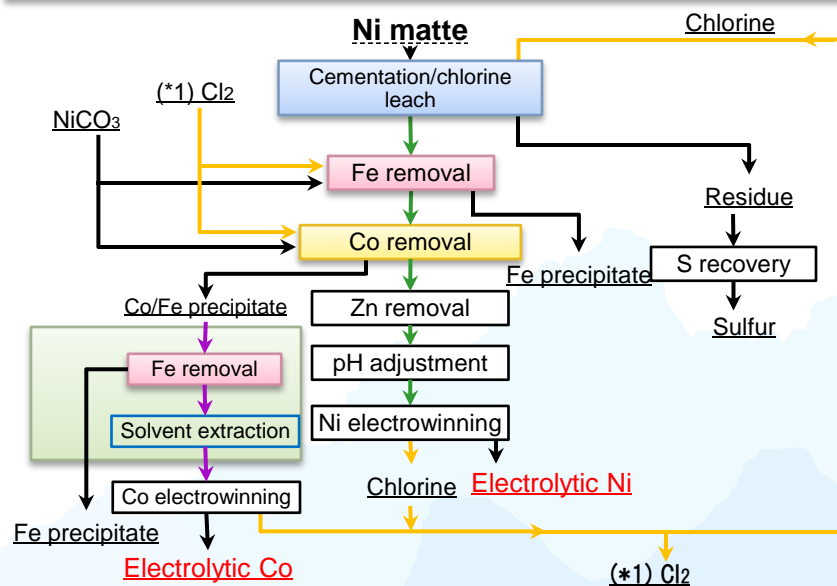 Ni matte
Chlorine
Cementation/chlorine
leach
(*1) Cl2
NiCO3
Fe removal
Residue
Co removal
Fe precipitate
S recovery
Co/Fe precipitate
Zn removal
Sulfur
Fe removal
pH adjustment
Solvent extraction
Ni electrowinning
Co electrowinning
Chlorine
Electrolytic Ni
Fe precipitate
Electrolytic Co
(*1) Cl2